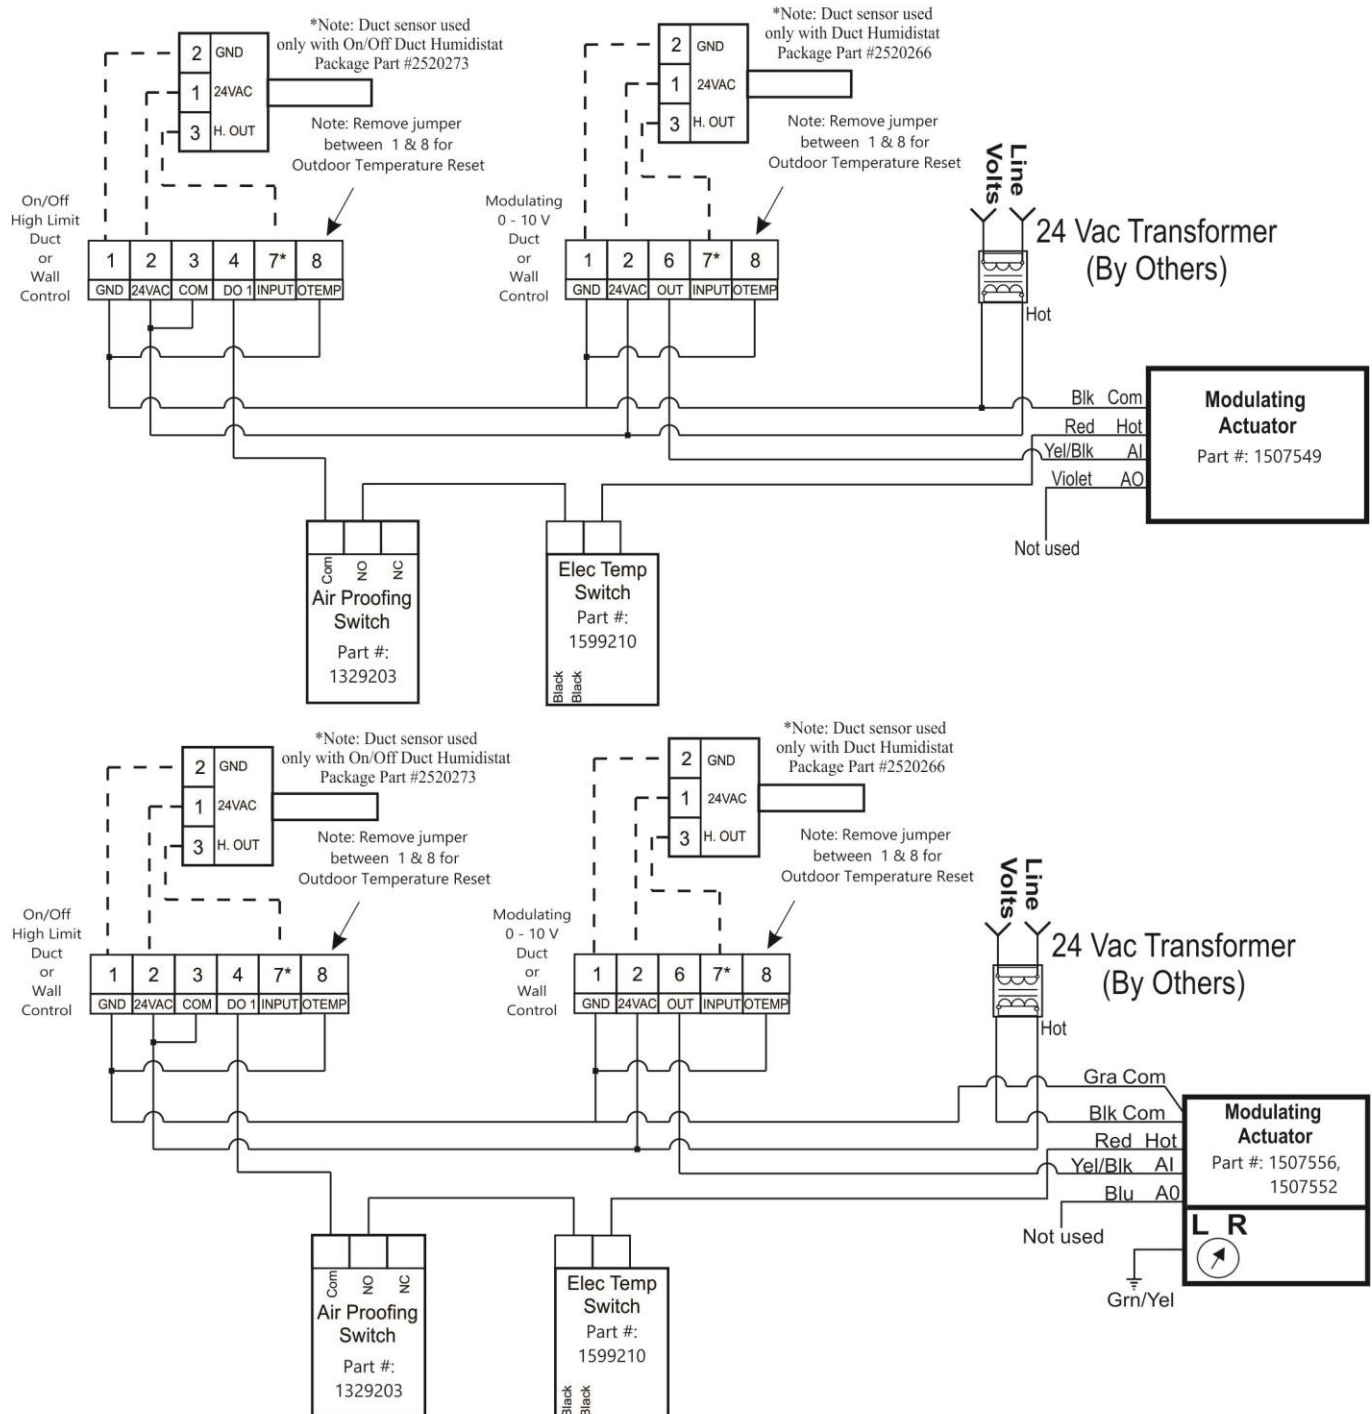 *Note: Duct sensor used
only with On/Off Duct Humidistat
Package Part #2520273
2 GND
1 24VAC
3 H. OUT
Note: Remove jumper
between 1 & 8 for
Outdoor Temperature Reset
On/Off
High Limit
Duct
or
Wall
Control
1 2 3 4 7* 8
GND 24VAC COM DO 1 INPUT OTEMP
*Note: Duct sensor used
only with Duct Humidistat
Package Part #2520266
2 GND
1 24VAC
3 H. OUT
Note: Remove jumper
between 1 & 8 for
Outdoor Temperature Reset
Modulating
0 - 10 V
Duct
or
Wall
Control
1 2 6 7* 8
GND 24VAC OUT INPUT OTEMP
Line
Volts
24 Vac Transformer
(By Others)
Hot
Blk Com
Red Hot
Yel/Blk AI
Violet AO
Not used
Modulating
Actuator
Part #: 1507549
Com
NO
NC
Air Proofing
Switch
Part #:
1329203
Elec Temp
Switch
Part #:
1599210
Black
Black
*Note: Duct sensor used
only with On/Off Duct Humidistat
Package Part #2520273
2 GND
1 24VAC
3 H. OUT
Note: Remove jumper
between 1 & 8 for
Outdoor Temperature Reset
On/Off
High Limit
Duct
or
Wall
Control
1 2 3 4 7* 8
GND 24VAC COM DO 1 INPUT OTEMP
*Note: Duct sensor used
only with Duct Humidistat
Package Part #2520266
2 GND
1 24VAC
3 H. OUT
Note: Remove jumper
between 1 & 8 for
Outdoor Temperature Reset
Modulating
0 - 10 V
Duct
or
Wall
Control
1 2 6 7* 8
GND 24VAC OUT INPUT OTEMP
Line
Volts
24 Vac Transformer
(By Others)
Hot
Gra Com
Blk Com
Red Hot
Yel/Blk AI
Blu A0
Not used
Modulating
Actuator
Part #: 1507556,
1507552
L R
Grn/Yel
Com
NO
NC
Air Proofing
Switch
Part #:
1329203
Elec Temp
Switch
Part #:
1599210
Black
Black